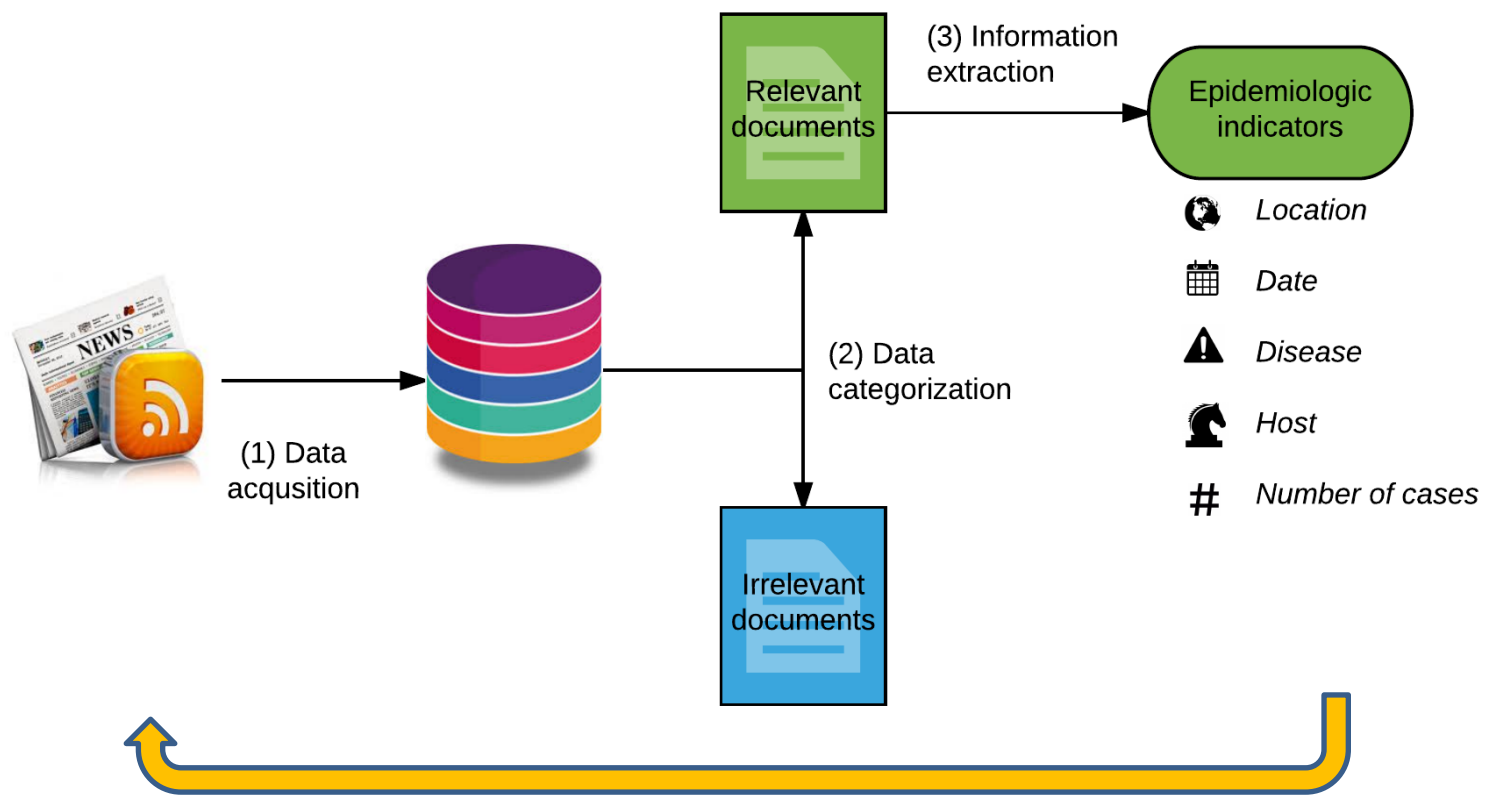 NEWS
(1) Data
acqusition
Relevant
documents
(2) Data
categorization
Irrelevant
documents
(3) Information
extraction
Epidemiologic
indicators
Location
Date
Disease
Host
# Number of cases